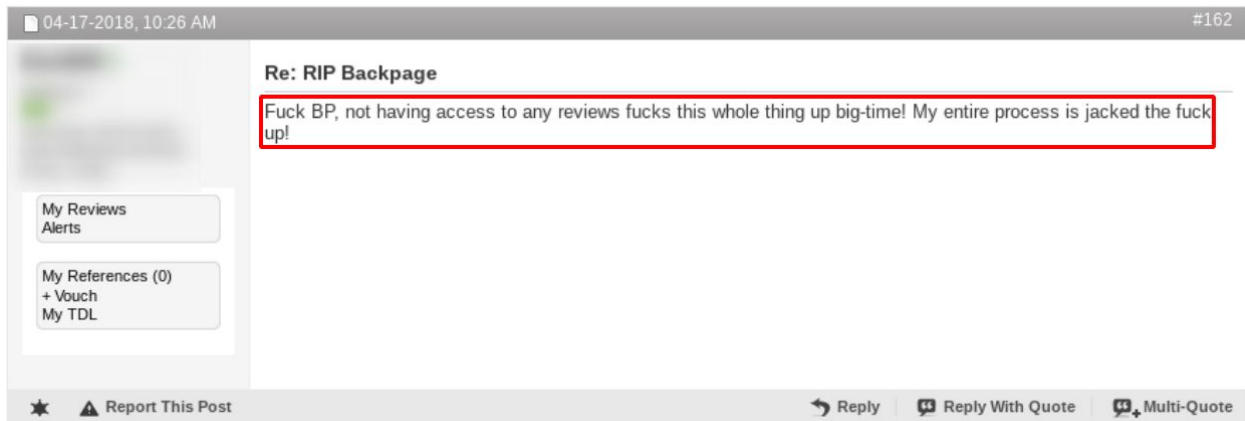 04-17-2018, 10:26 AM
#162
Re: RIP Backpage
Fuck BP, not having access to any reviews fucks this whole thing up big-time! My entire process is jacked the fuck
up!
My Reviews
Alerts
My References (0)
+ Vouch
My TDL
Report This Post
Reply
Reply With Quote
Multi-Quote